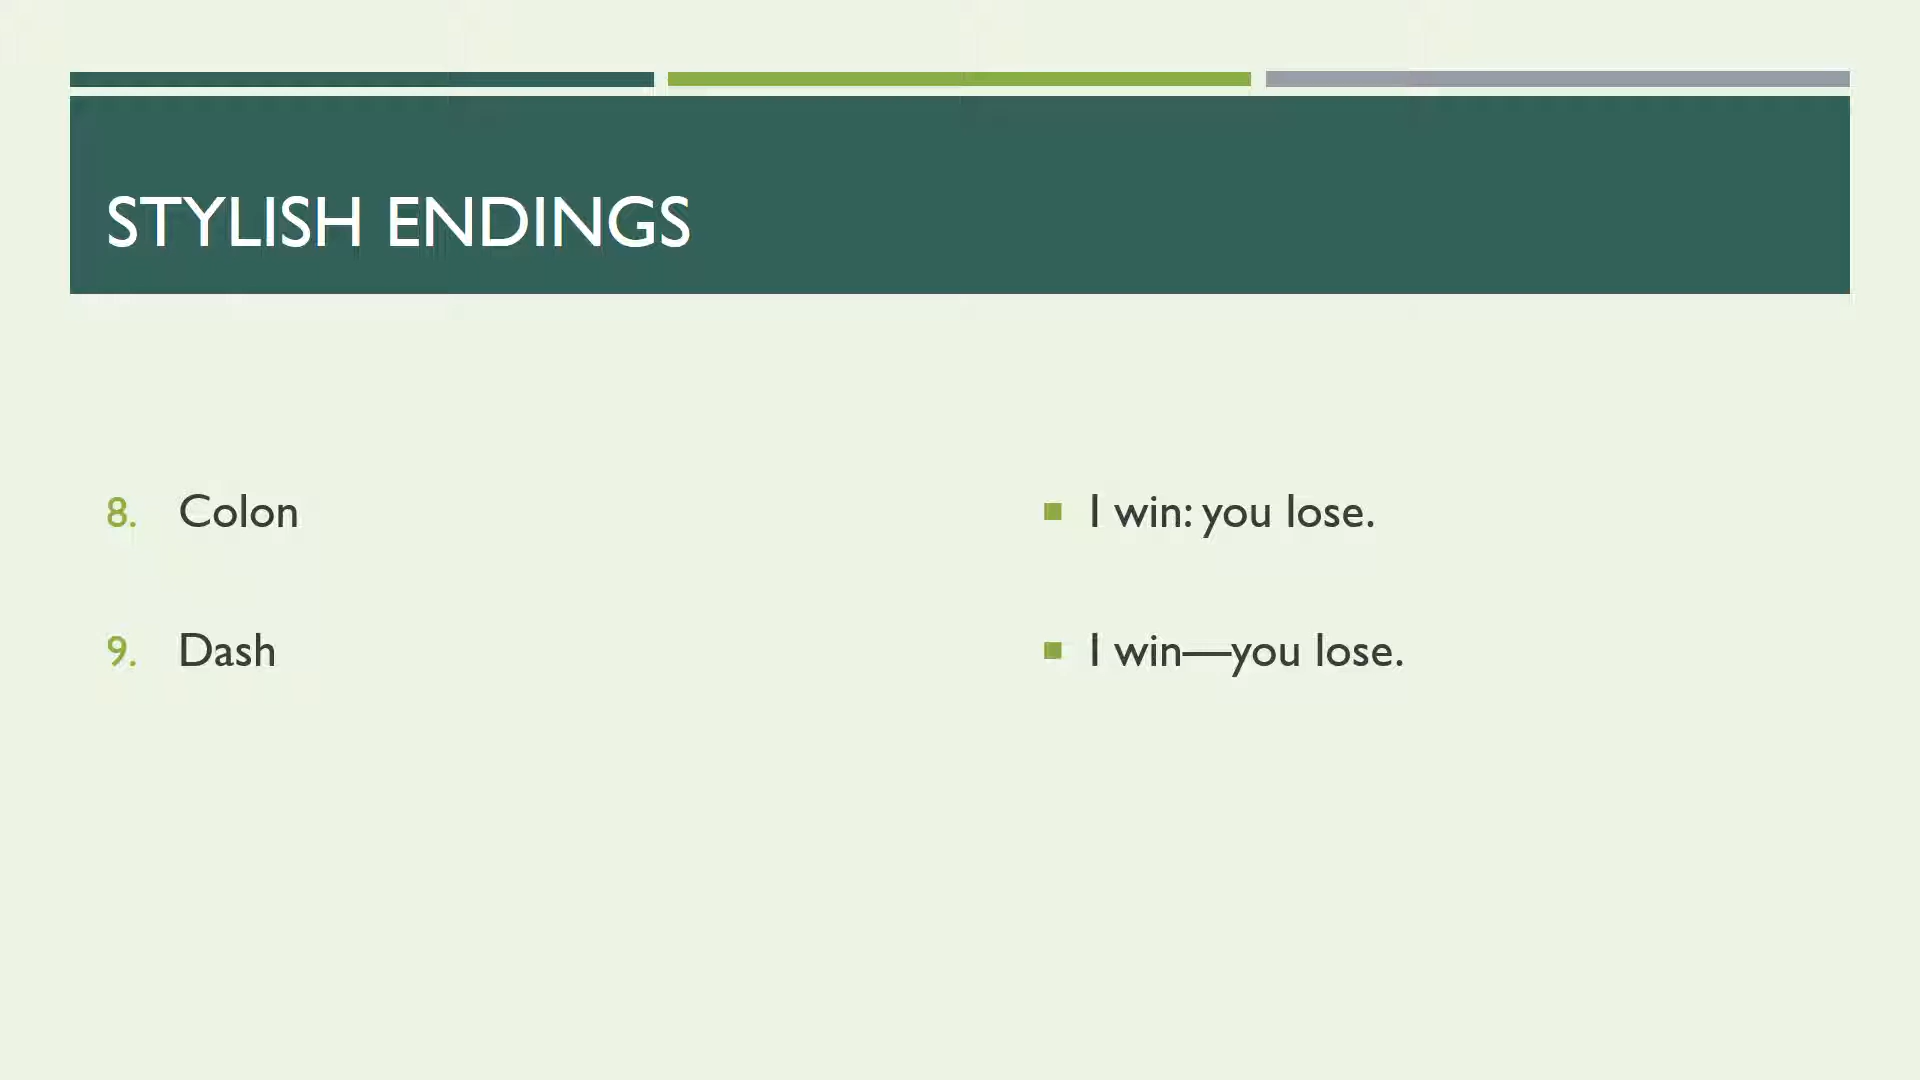 STYLISH ENDINGS
8. Colon
■ I win: you lose.
9. Dash
■ I win—you lose.